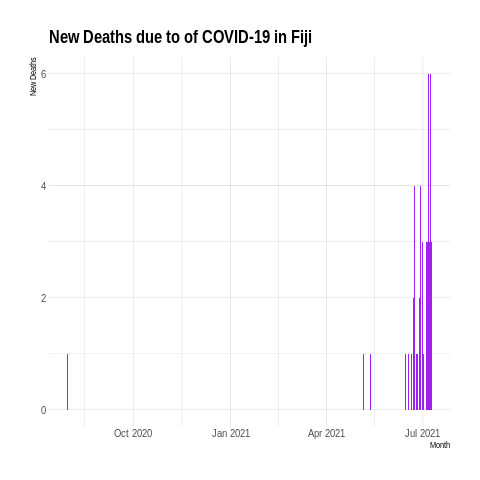 New Deaths due to of COVID-19 in Fiji
New Deaths
6
4
2
0
Oct 2020 Jan 2021 Apr 2021 Jul 2021
Month